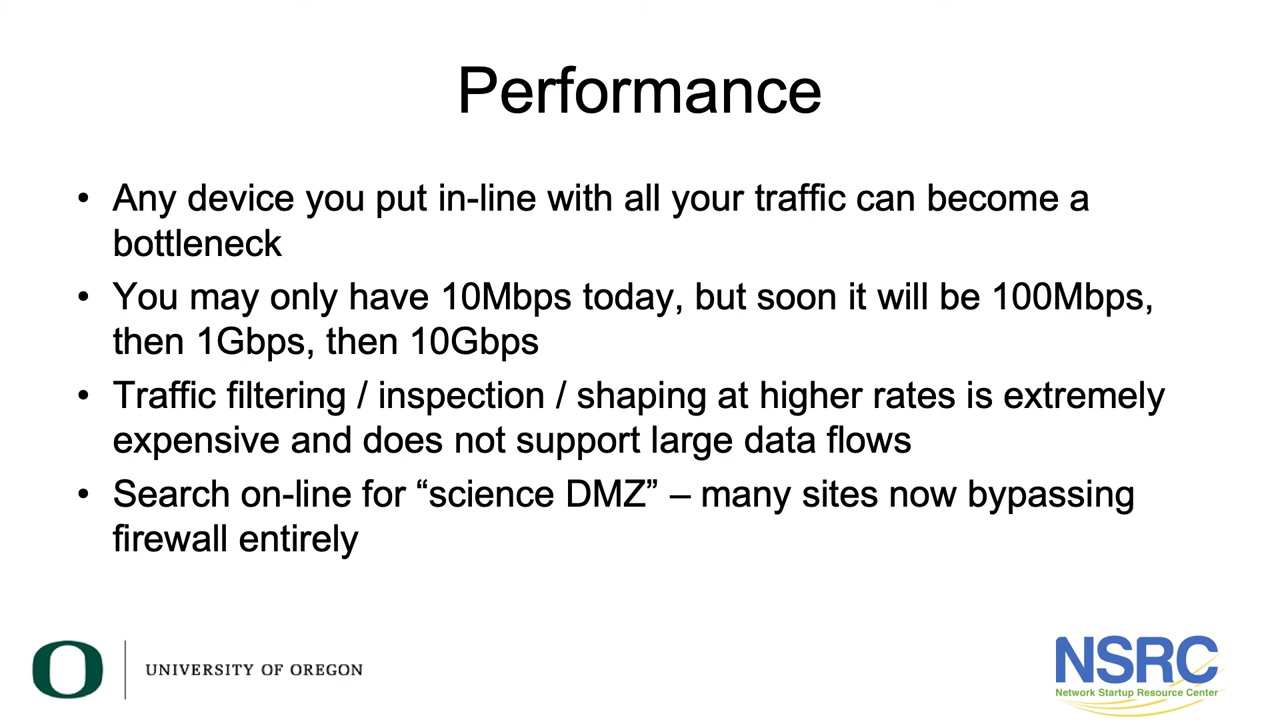 Performance
• Any device you put in-line with all your traffic can become a
bottleneck
• You may only have 10Mbps today, but soon it will be 100Mbps,
then 1Gbps, then 10Gbps
• Traffic filtering / inspection / shaping at higher rates is extremely
expensive and does not support large data flows
• Search on-line for “science DMZ” – many sites now bypassing
firewall entirely
O
UNIVERSITY OF OREGON
NSRC
Network Startup Resource Center